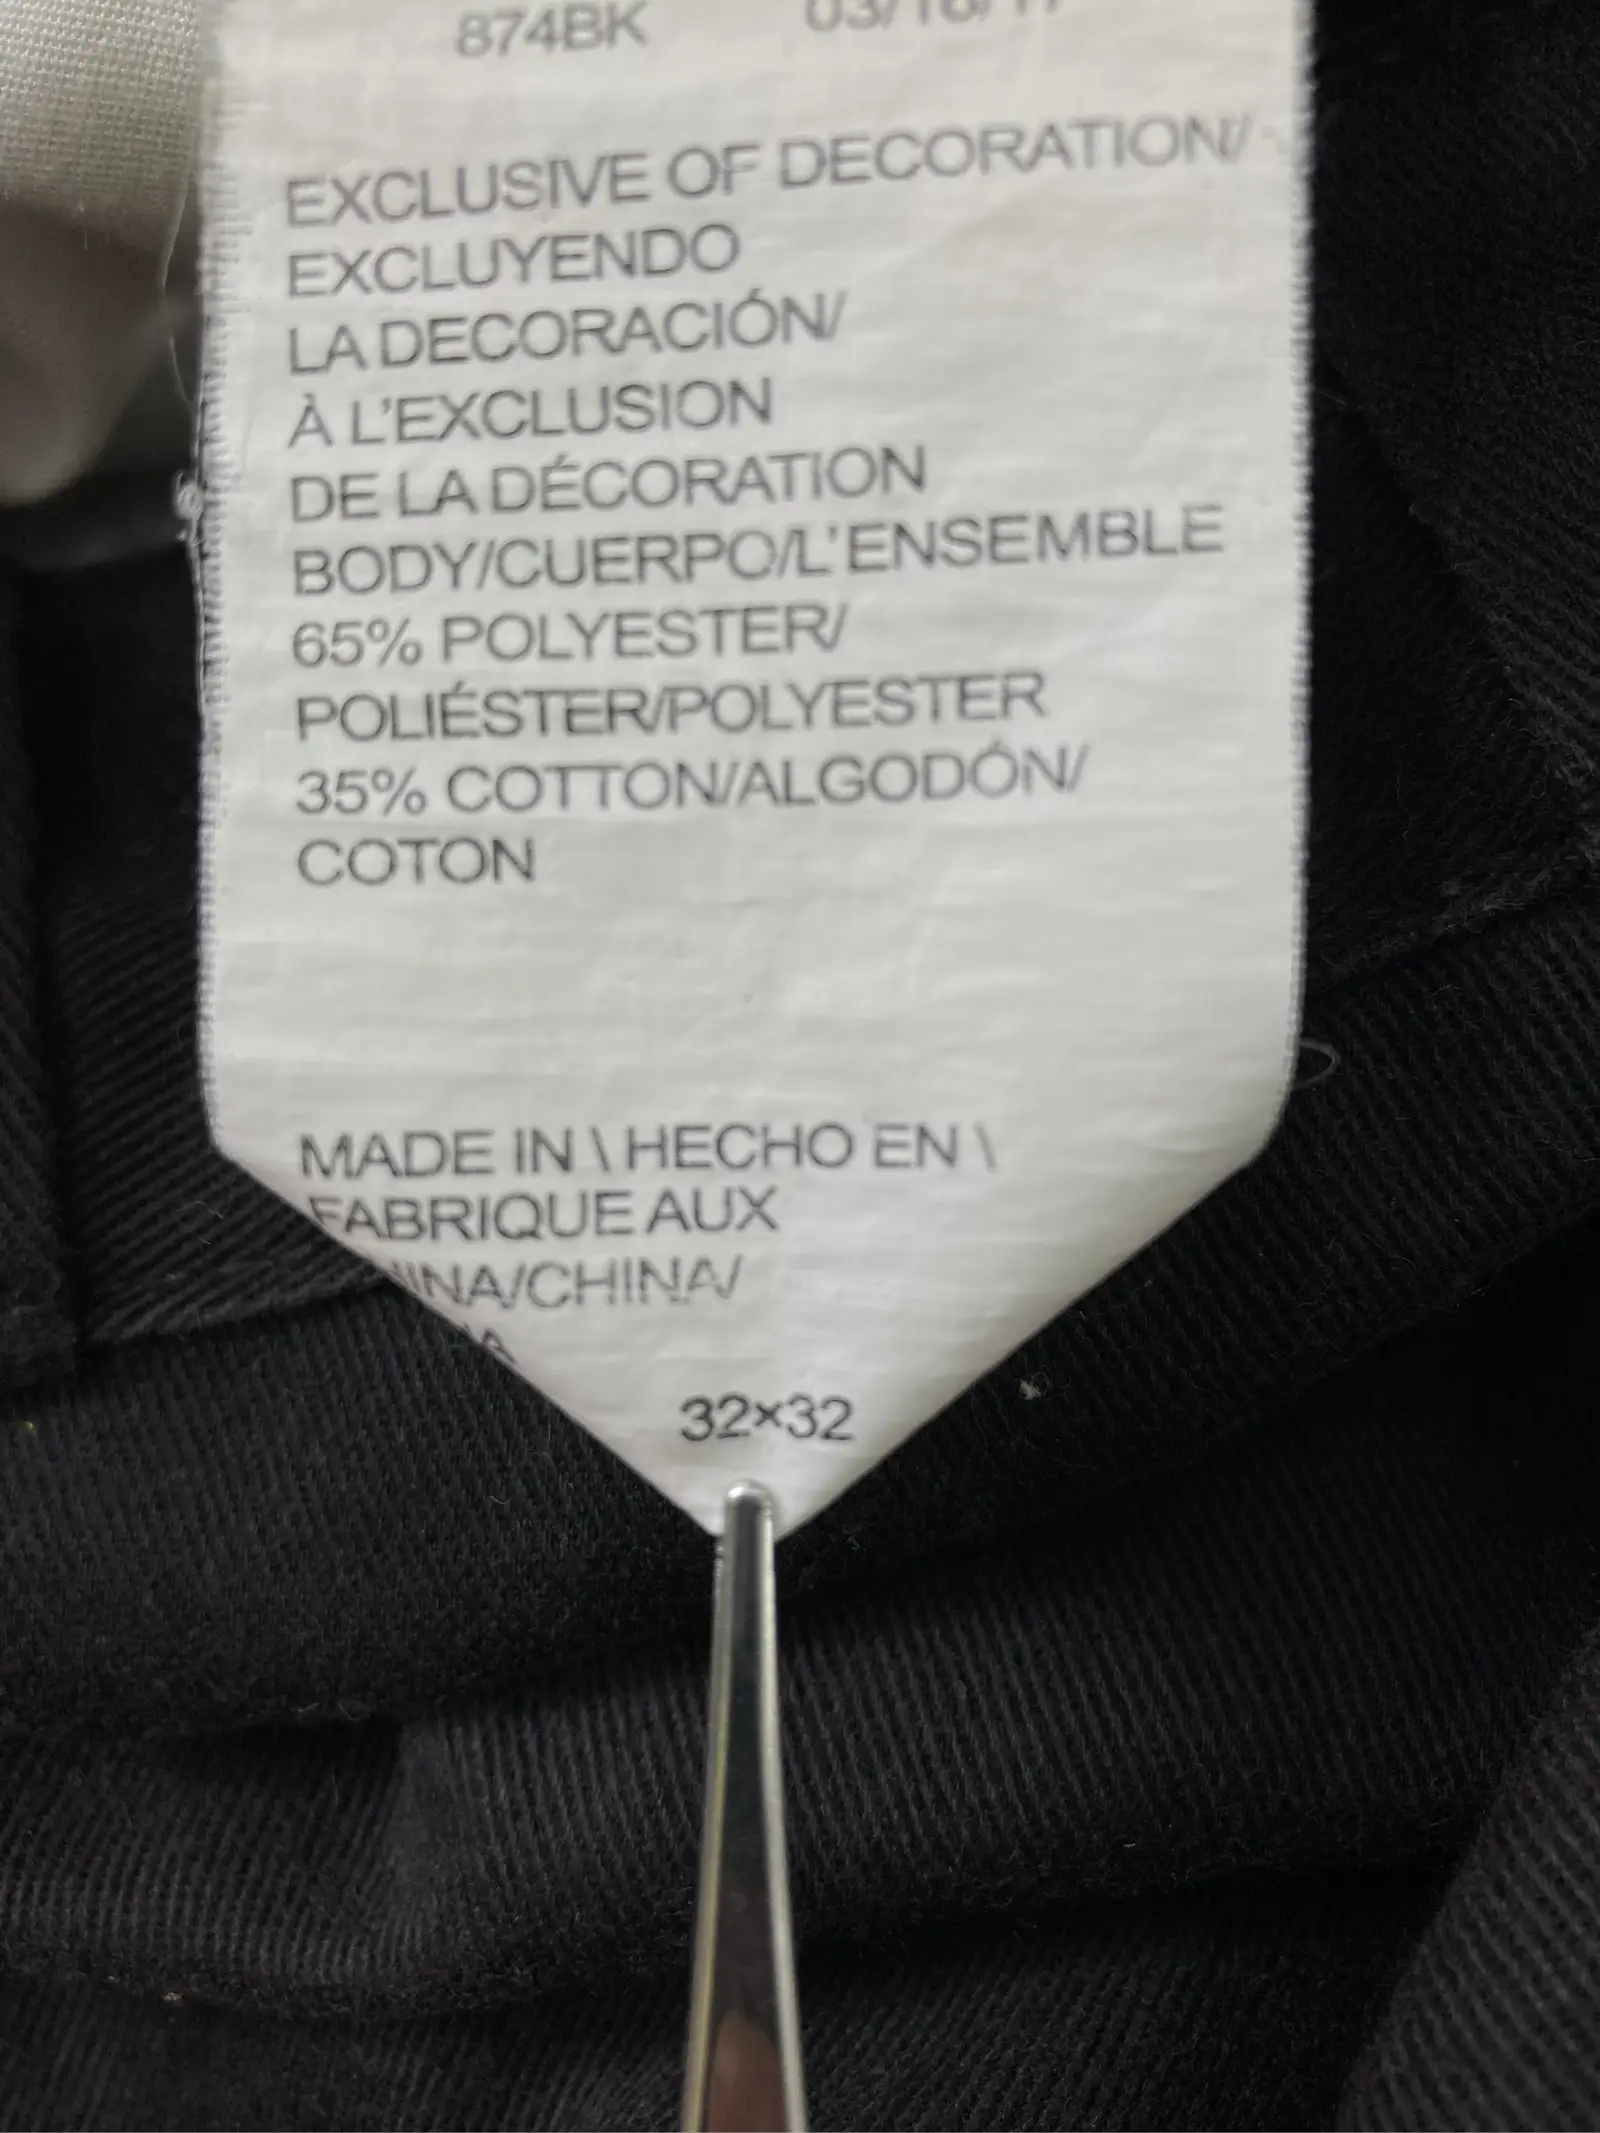 874BK
EXCLUSIVE OF DECORATION/
EXCLUYENDO
LA DECORACIÓN/
À L'EXCLUSION
DE LA DÉCORATION
BODY/CUERPO/L'ENSEMBLE
65% POLYESTER/
POLIÉSTER/POLYESTER
35% COTTON/ALGODÓN/
COTON
MADE IN \ HECHO EN \
FABRIQUE AUX
INA/CHINA/
32×32